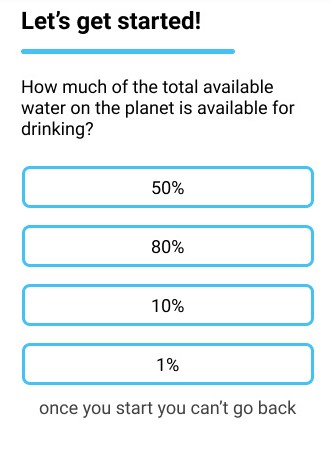 Let’s get started!
How much of the total available
water on the planet is available for
drinking?
50%
80%
10%
1%
once you start you can’t go back